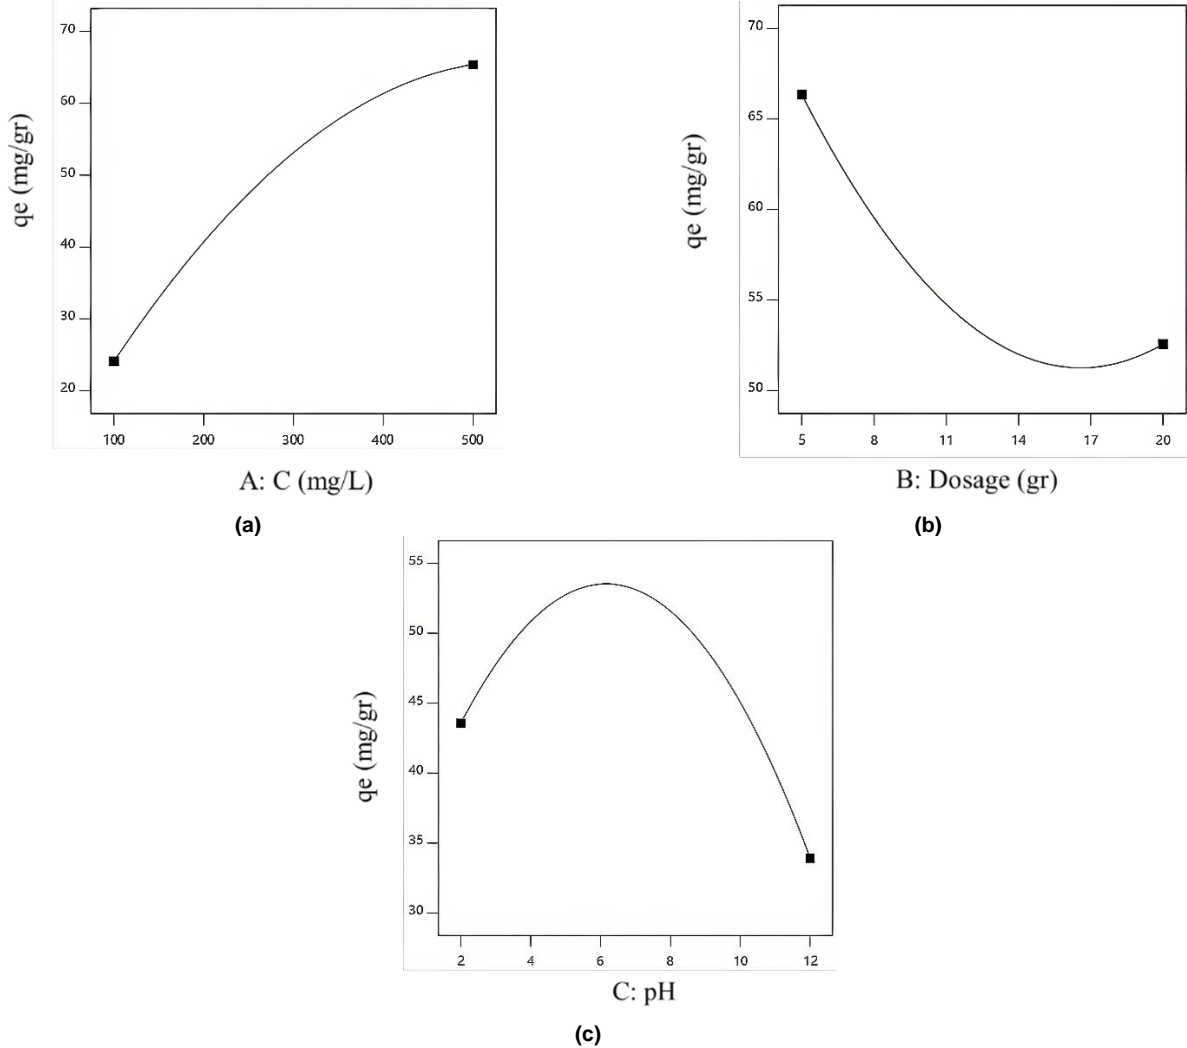 70
60
50
40
30
20
qe (mg/gr)
100 200 300 400 500
A: C (mg/L)
(a)
70
65
60
55
50
qe (mg/gr)
5 8 11 14 17 20
B: Dosage (gr)
(b)
55
50
45
40
35
30
qe (mg/gr)
2 4 6 8 10 12
C: pH
(c)